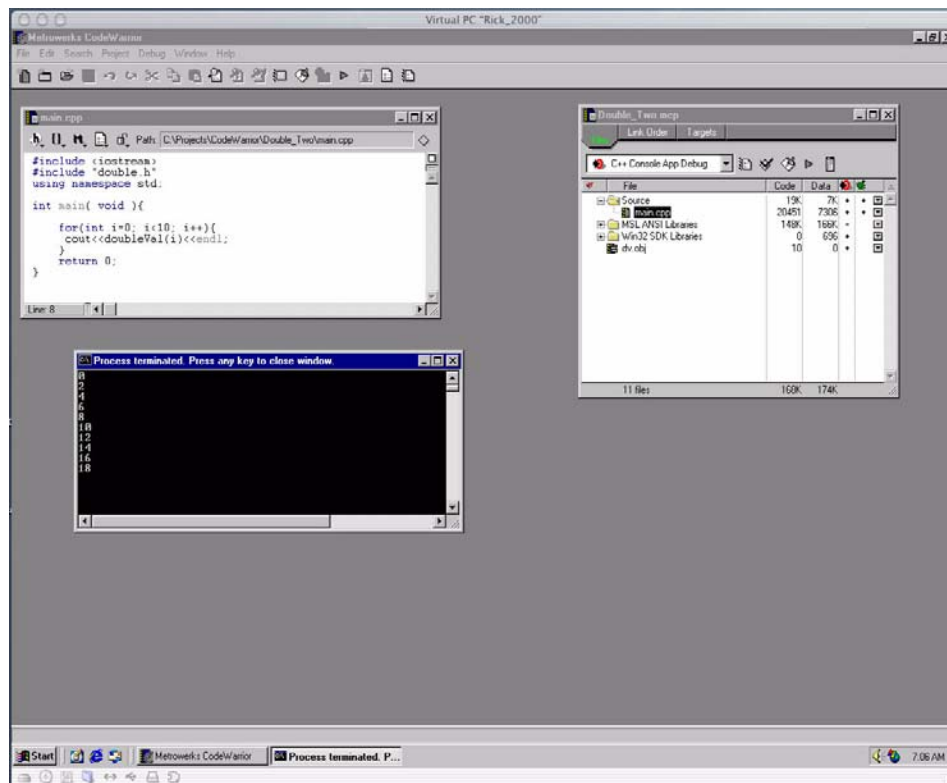 Virtual PC "Rick_2000"
Metrowerks CodeWarrior
File Edit Search Project Debug Window Help
main.cpp
Path: C:\Projects\CodeWarrior\Double_Two\main.cpp
#include <iostream>
#include "double.h"
using namespace std;
int main( void ){
for(int i=0; i<10; i++){
cout<<doubleVal(i)<<endl;
}
return 0;
}
Line: 8
Double_Two.mcp
Link Order Targets
C++ Console App Debug
File Code Data
Source 19K 7K
main.cpp 20451 7306
MSL ANSI Libraries 148K 166K
Win32 SDK Libraries 0 696
dv.obj 10 0
11 files 168K 174K
Process terminated. Press any key to close window.
0
2
4
6
8
10
12
14
16
18
Start Metrowerks CodeWarrior Process terminated. P... 7:06 AM